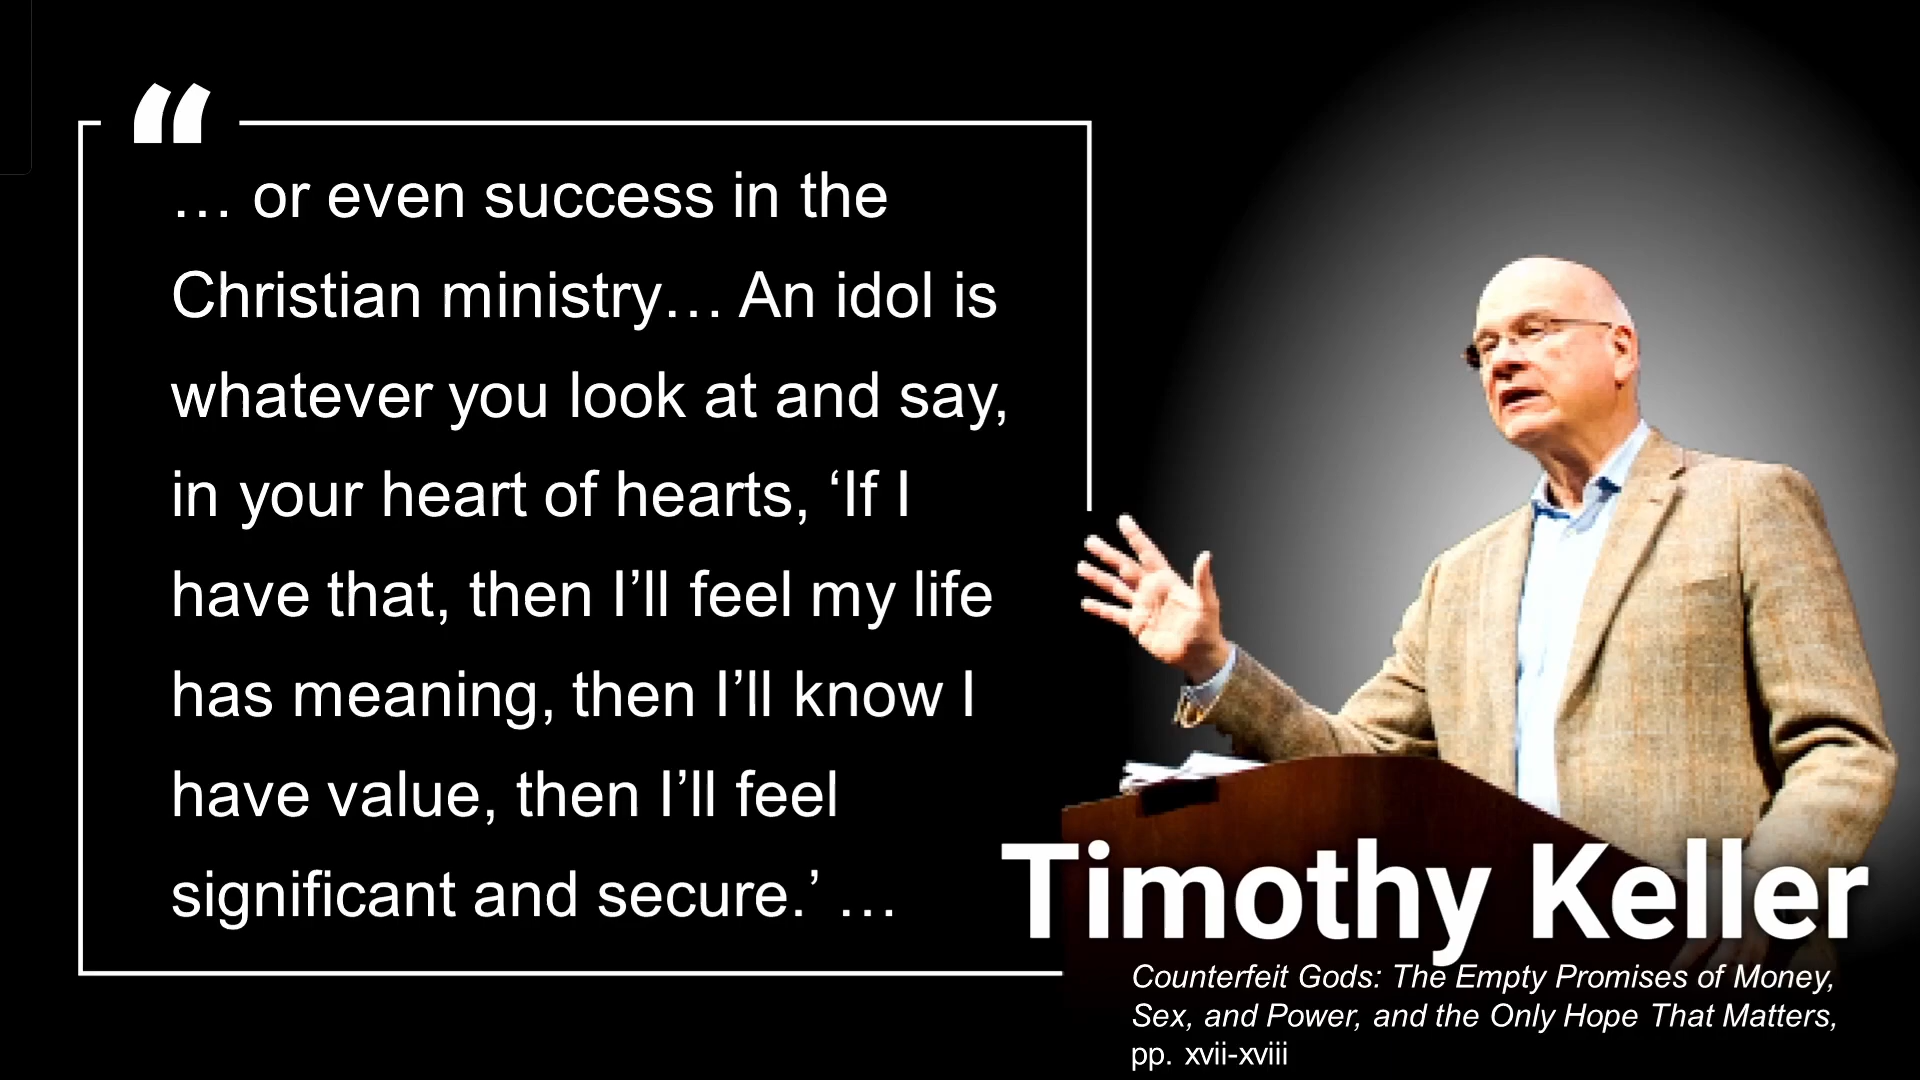 “
… or even success in the
Christian ministry… An idol is
whatever you look at and say,
in your heart of hearts, ‘If I
have that, then I’ll feel my life
has meaning, then I’ll know I
have value, then I’ll feel
significant and secure.’ …
Timothy Keller
Counterfeit Gods: The Empty Promises of Money,
Sex, and Power, and the Only Hope That Matters,
pp. xvii-xviii